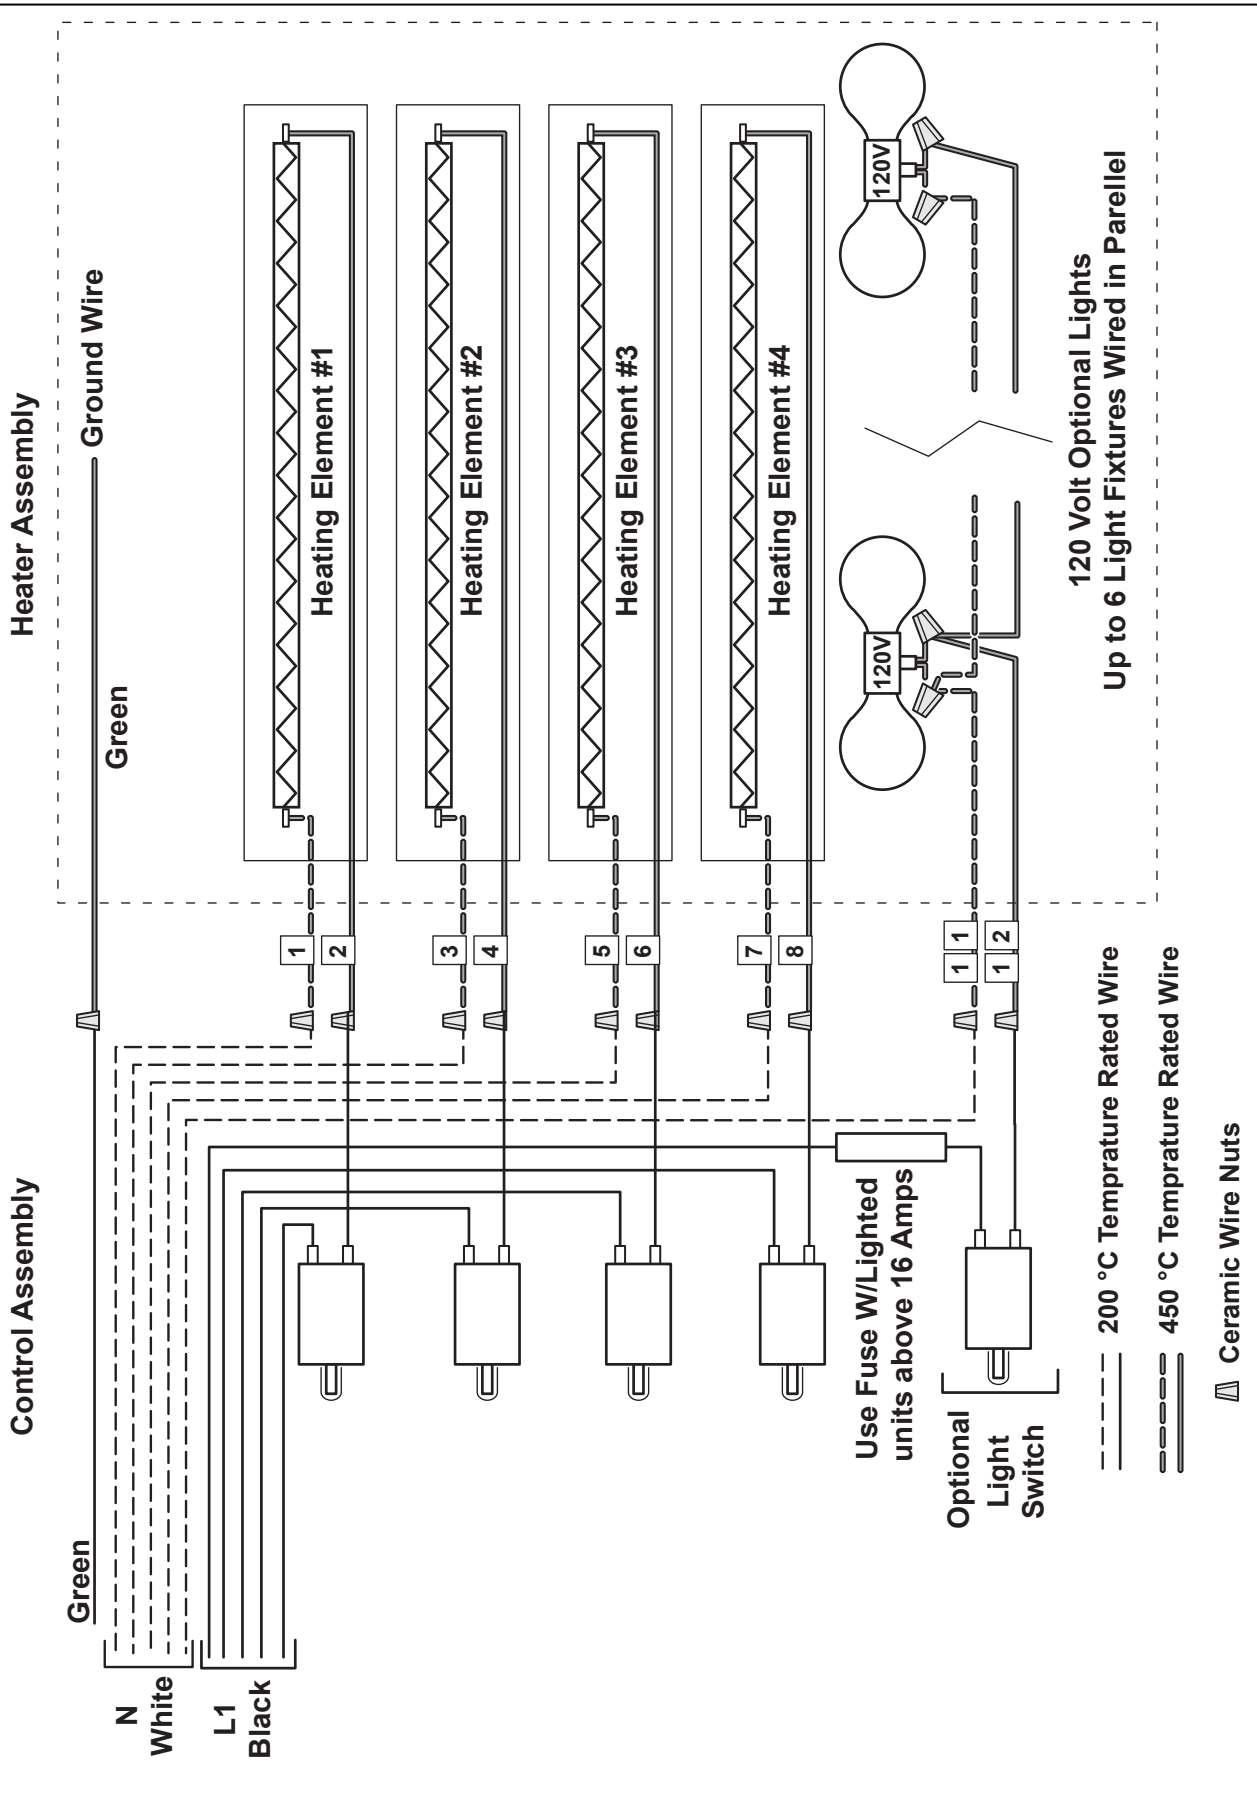 Control Assembly
Heater Assembly
Green
Ground Wire
Green
N
White
L1
Black
1
2
Heating Element #1
3
4
Heating Element #2
5
6
Heating Element #3
7
8
Heating Element #4
Use Fuse W/Lighted
units above 16 Amps
Optional
Light
Switch
1 1
1 2
120V
120V
120 Volt Optional Lights
Up to 6 Light Fixtures Wired in Parellel
200 °C Temprature Rated Wire
450 °C Temprature Rated Wire
Ceramic Wire Nuts